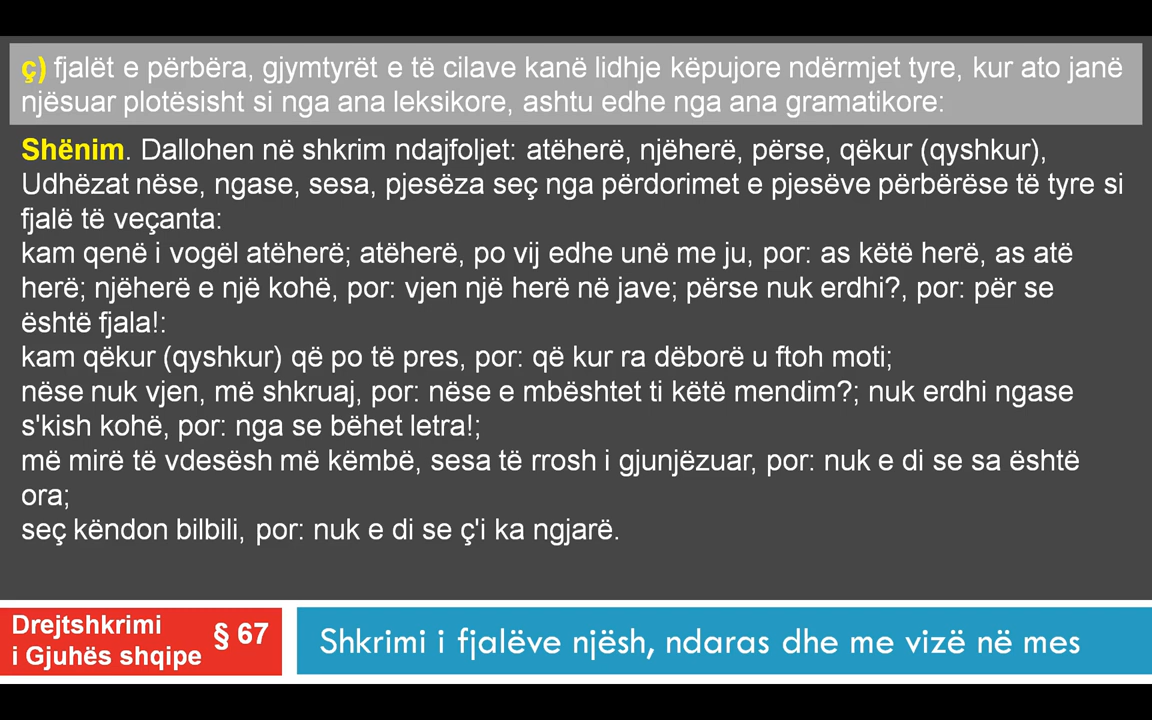 ç) fjalët e përbëra, gjymtyrët e të cilave kanë lidhje këpujore ndërmjet tyre, kur ato janë
njësuar plotësisht si nga ana leksikore, ashtu edhe nga ana gramatikore:
Shënim. Dallohen në shkrim ndajfoljet: atëherë, njëherë, përse, qëkur (qyshkur),
Udhëzat nëse, ngase, sesa, pjesëza seç nga përdorimet e pjesëve përbërëse të tyre si
fjalë të veçanta:
kam qenë i vogël atëherë; atëherë, po vij edhe unë me ju, por: as këtë herë, as atë
herë; njëherë e një kohë, por: vjen një herë në jave; përse nuk erdhi?, por: për se
është fjala!:
kam qëkur (qyshkur) që po të pres, por: që kur ra dëborë u ftoh moti;
nëse nuk vjen, më shkruaj, por: nëse e mbështet ti këtë mendim?; nuk erdhi ngase
s'kish kohë, por: nga se bëhet letra!;
më mirë të vdesësh më këmbë, sesa të rrosh i gjunjëzuar, por: nuk e di se sa është
ora;
seç këndon bilbili, por: nuk e di se ç'i ka ngjarë.
Drejtshkrimi
i Gjuhës shqipe
§ 67
Shkrimi i fjalëve njësh, ndaras dhe me vizë në mes